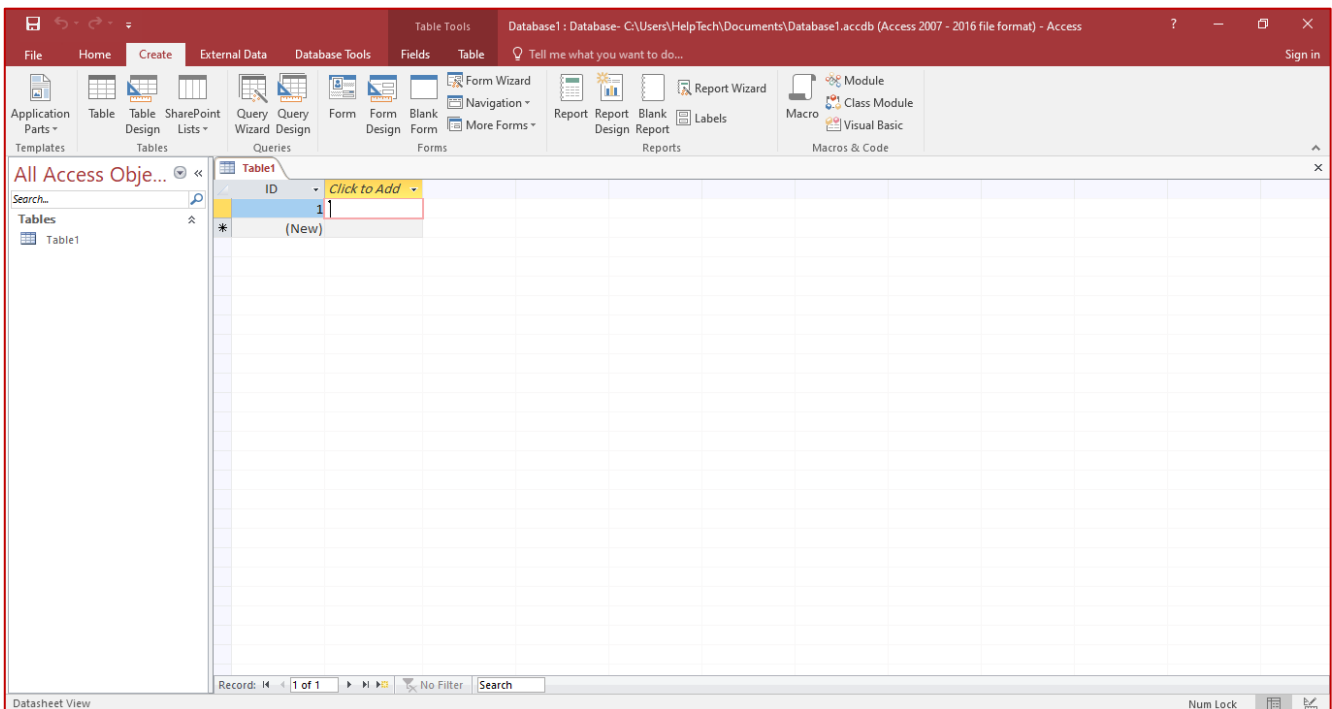 Table Tools Database1 : Database- C:\Users\HelpTech\Documents\Database1.accdb (Access 2007 - 2016 file format) - Access ?
File Home Create External Data Database Tools Fields Table Tell me what you want to do... Sign in
Application Parts
Table
Table Design
SharePoint Lists
Query Wizard
Query Design
Form
Form Design
Blank Form
Form Wizard
Navigation
More Forms
Report
Report Design
Blank Report
Report Wizard
Labels
Macro
Module
Class Module
Visual Basic
Templates Tables Queries Forms Reports Macros & Code
All Access Obje... «
Search...
Tables
Table1
Table1
ID Click to Add
1
* (New)
Record: 1 of 1 No Filter Search
Datasheet View Num Lock